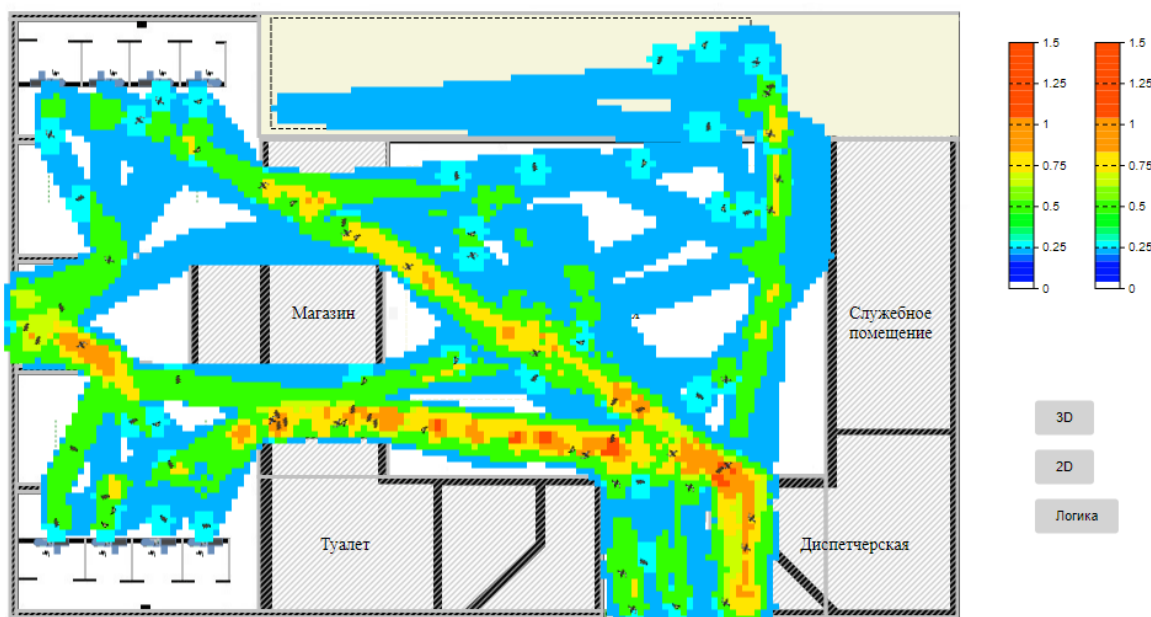 1.5
1.25
1
0.75
0.5
0.25
0
1.5
1.25
1
0.75
0.5
0.25
0
Магазин
Служебное
помещение
3D
2D
Логика
Туалет
Диспетчерская